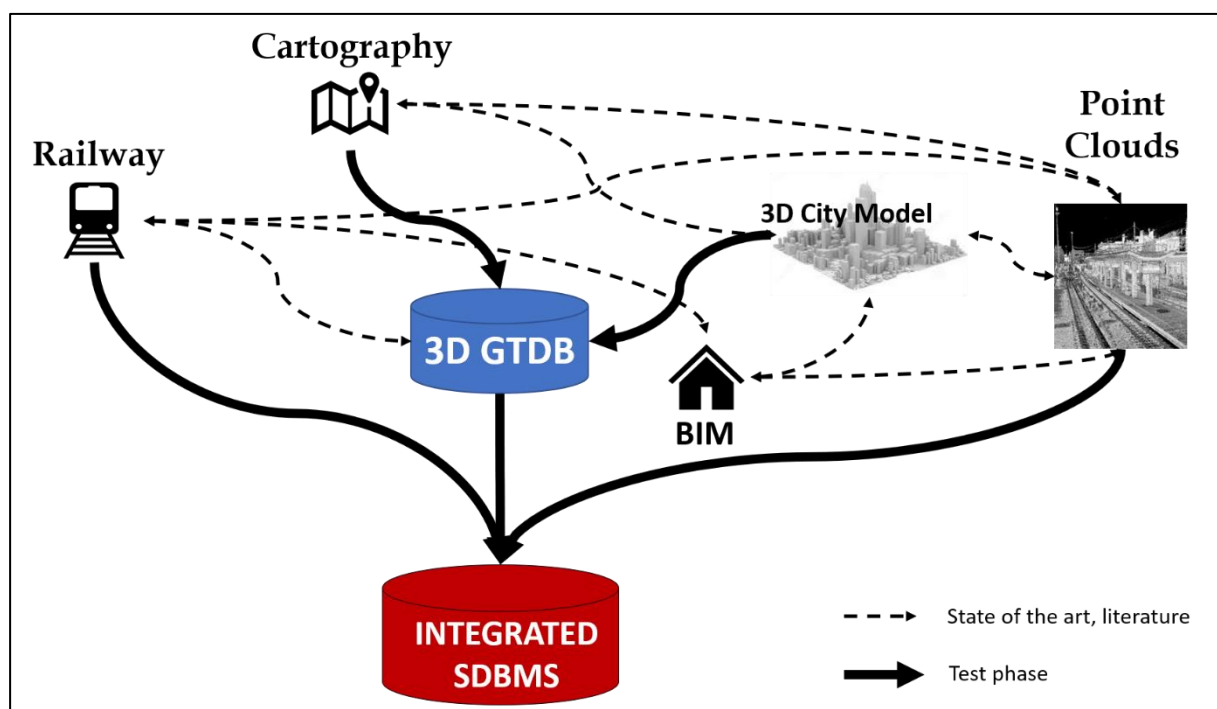 Cartography
Railway
Point
Clouds
3D City Model
3D GTDB
BIM
INTEGRATED
SDBMS
State of the art, literature
Test phase